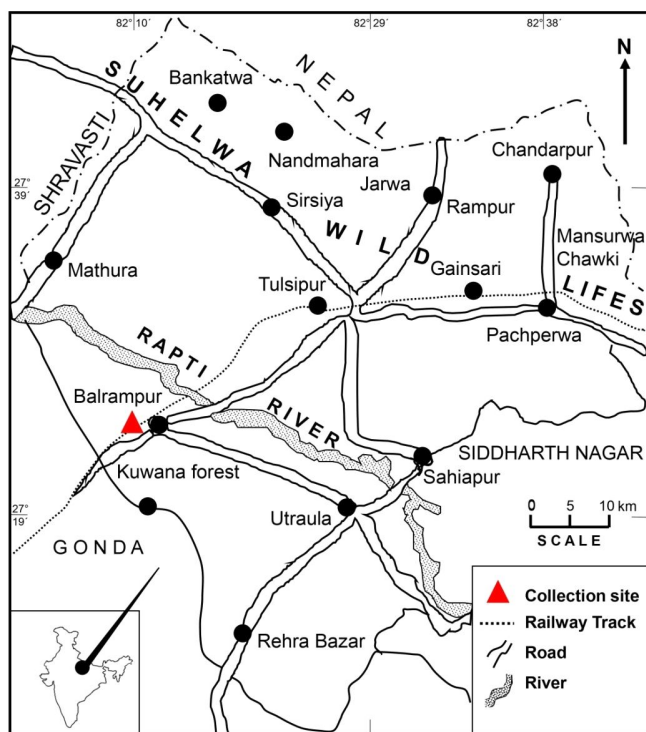 82° 10´
82° 29´
82° 38´
N
NEPAL
SUHELWA WILD LIFES
SHRAVASTI
Bankatwa
Nandmahara
Chandarpur
27°
39´
Jarwa
Sirsiya
Rampur
Mansurwa
Chawki
Mathura
Gainsari
Tulsipur
Pachperwa
RAPTI RIVER
Balrampur
SIDDHARTH NAGAR
Kuwana forest
Sahiapur
27°
19´
Utraula
0 5 10 km
SCALE
GONDA
Collection site
Railway Track
Road
River
Rehra Bazar